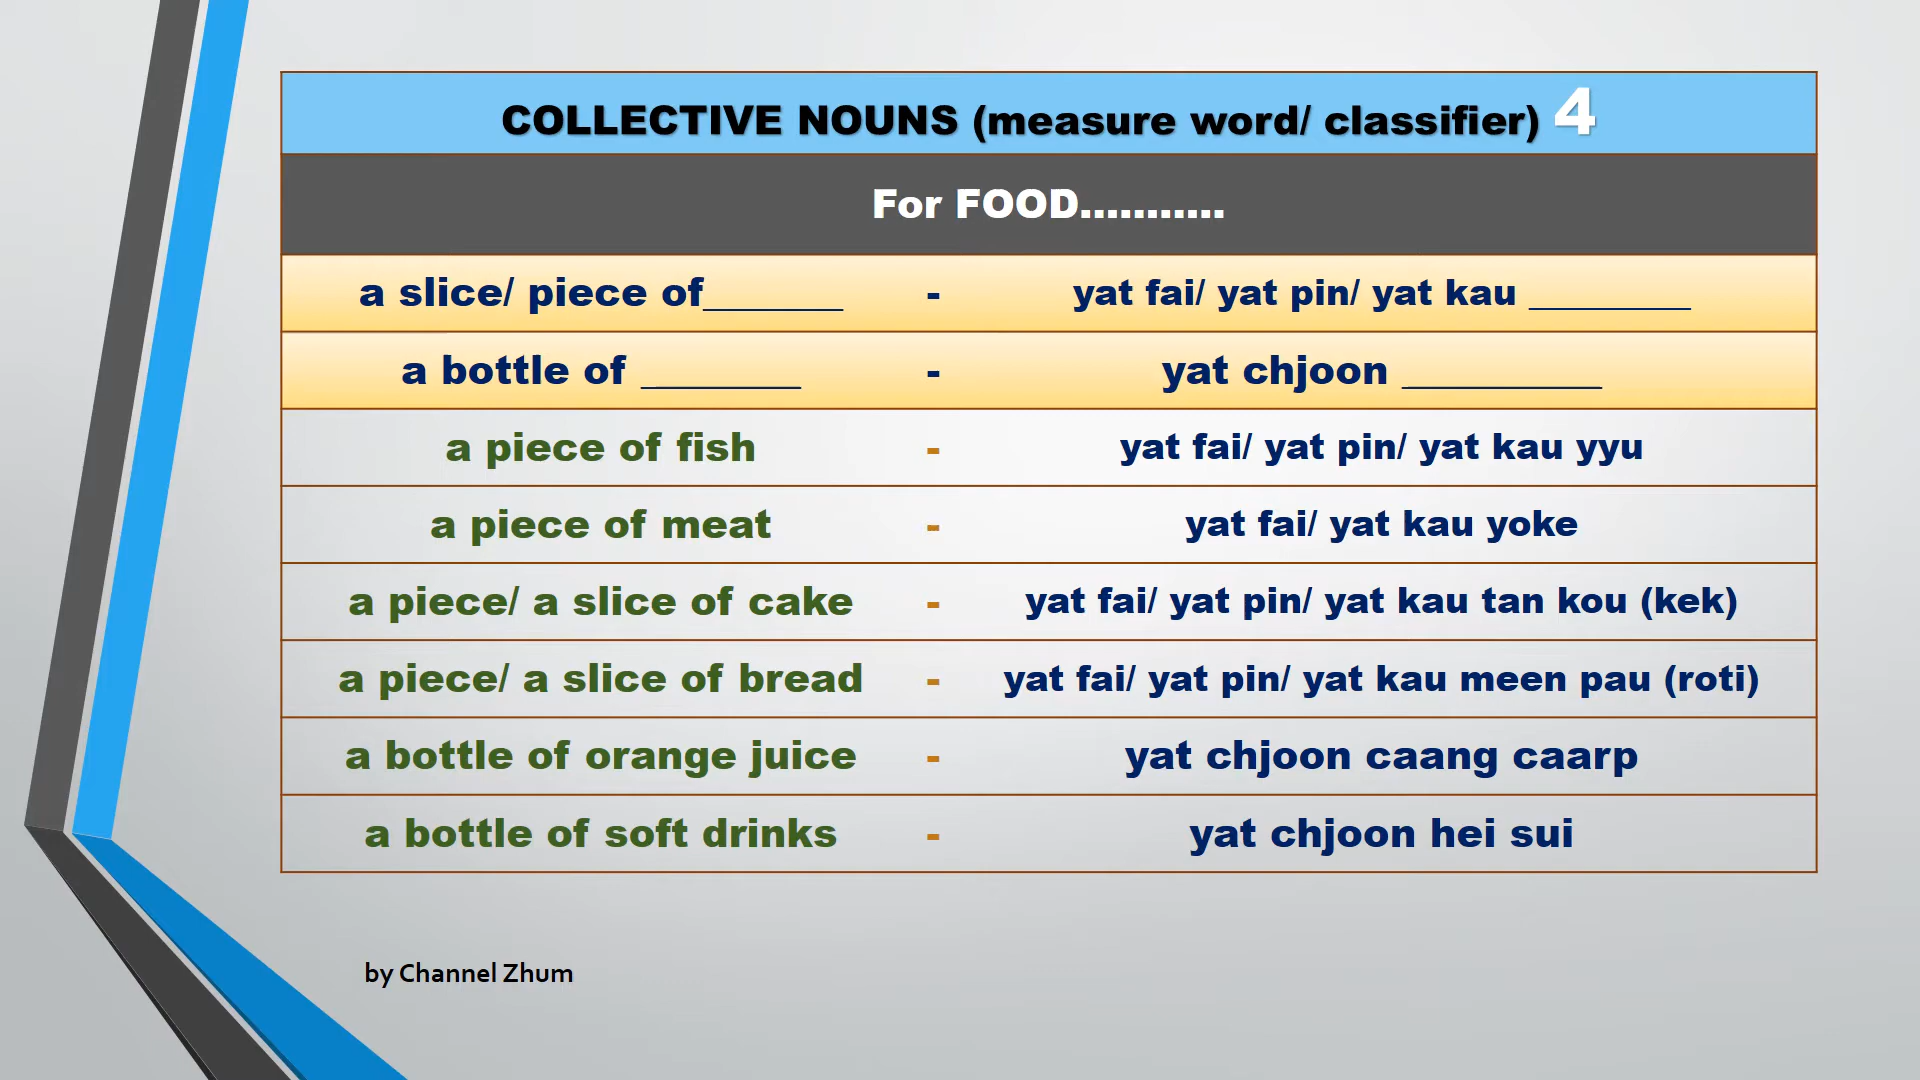 COLLECTIVE NOUNS (measure word/ classifier) 4
For FOOD...........
a slice/ piece of_______ - yat fai/ yat pin/ yat kau ________
a bottle of ________ - yat chjoon __________
a piece of fish - yat fai/ yat pin/ yat kau yyu
a piece of meat - yat fai/ yat kau yoke
a piece/ a slice of cake - yat fai/ yat pin/ yat kau tan kou (kek)
a piece/ a slice of bread - yat fai/ yat pin/ yat kau meen pau (roti)
a bottle of orange juice - yat chjoon caang caarp
a bottle of soft drinks - yat chjoon hei sui
by Channel Zhum